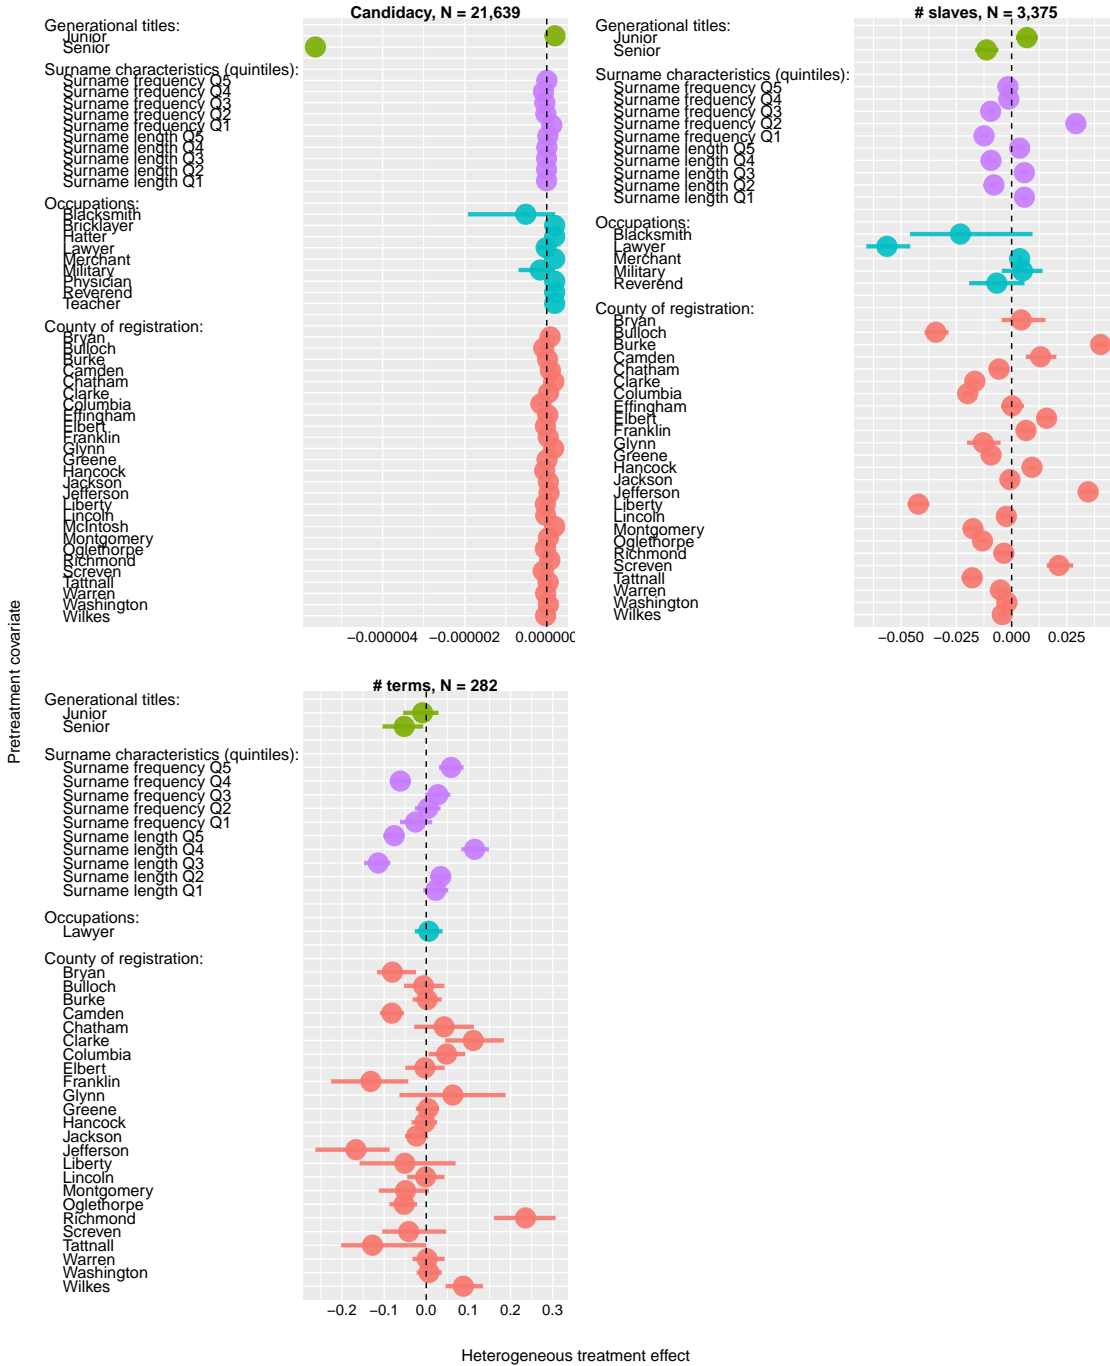 Candidacy, N = 21,639
Generational titles:
Junior
Senior
Surname characteristics (quintiles):
Surname frequency Q5
Surname frequency Q4
Surname frequency Q3
Surname frequency Q2
Surname frequency Q1
Surname length Q5
Surname length Q4
Surname length Q3
Surname length Q2
Surname length Q1
Occupations:
Blacksmith
Bricklayer
Hatter
Lawyer
Merchant
Military
Physician
Reverend
Teacher
County of registration:
Bryan
Bulloch
Burke
Camden
Chatham
Clarke
Columbia
Effingham
Elbert
Franklin
Glynn
Greene
Hancock
Jackson
Jefferson
Liberty
Lincoln
McIntosh
Montgomery
Oglethorpe
Richmond
Screven
Tattnall
Warren
Washington
Wilkes
−0.000004 −0.000002 0.000000
# slaves, N = 3,375
Generational titles:
Junior
Senior
Surname characteristics (quintiles):
Surname frequency Q5
Surname frequency Q4
Surname frequency Q3
Surname frequency Q2
Surname frequency Q1
Surname length Q5
Surname length Q4
Surname length Q3
Surname length Q2
Surname length Q1
Occupations:
Blacksmith
Lawyer
Merchant
Military
Reverend
County of registration:
Bryan
Bulloch
Burke
Camden
Chatham
Clarke
Columbia
Effingham
Elbert
Franklin
Glynn
Greene
Hancock
Jackson
Jefferson
Liberty
Lincoln
Montgomery
Oglethorpe
Richmond
Screven
Tattnall
Warren
Washington
Wilkes
−0.050 −0.025 0.000 0.025
# terms, N = 282
Generational titles:
Junior
Senior
Surname characteristics (quintiles):
Surname frequency Q5
Surname frequency Q4
Surname frequency Q3
Surname frequency Q2
Surname frequency Q1
Surname length Q5
Surname length Q4
Surname length Q3
Surname length Q2
Surname length Q1
Occupations:
Lawyer
County of registration:
Bryan
Bulloch
Burke
Camden
Chatham
Clarke
Columbia
Elbert
Franklin
Glynn
Greene
Hancock
Jackson
Jefferson
Liberty
Lincoln
Montgomery
Oglethorpe
Richmond
Screven
Tattnall
Warren
Washington
Wilkes
−0.2 −0.1 0.0 0.1 0.2 0.3
Pretreatment covariate
Heterogeneous treatment effect